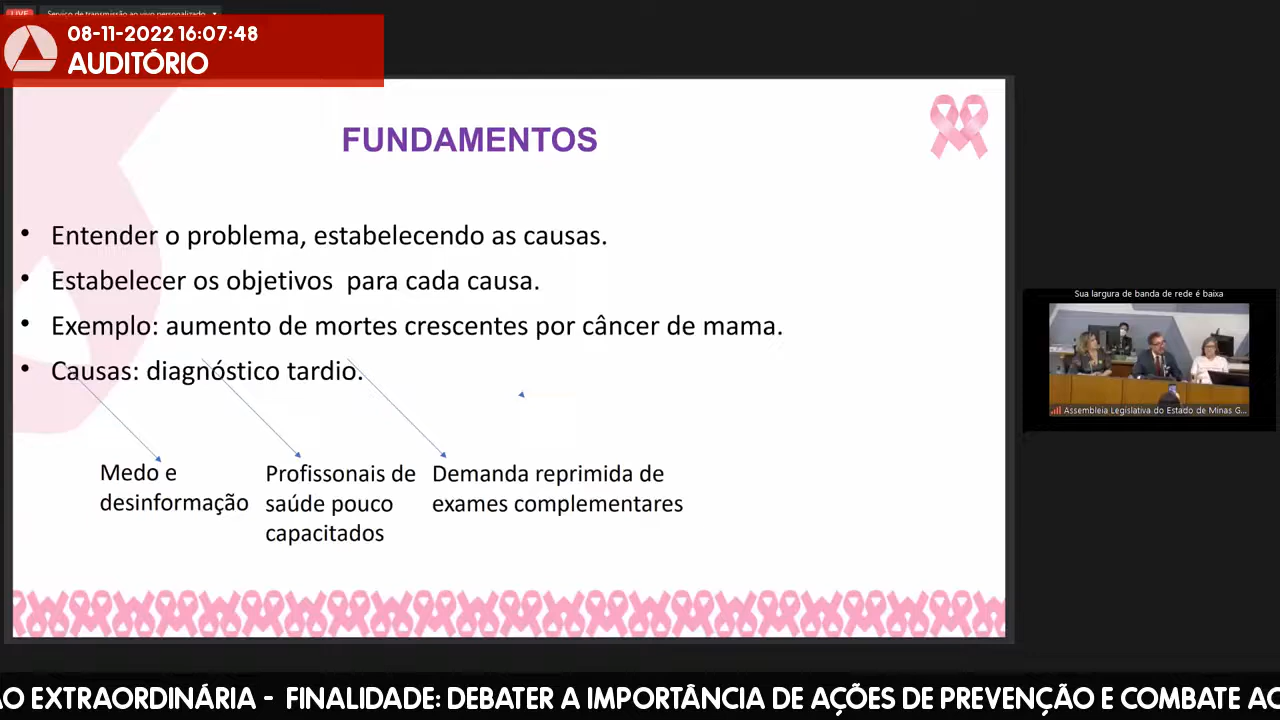 LIVE Serviço de transmissão ao vivo personalizado
08-11-2022 16:07:48
AUDITÓRIO
FUNDAMENTOS
• Entender o problema, estabelecendo as causas.
• Estabelecer os objetivos para cada causa.
• Exemplo: aumento de mortes crescentes por câncer de mama.
• Causas: diagnóstico tardio.
Medo e
desinformação
Profissonais de
saúde pouco
capacitados
Demanda reprimida de
exames complementares
Sua largura de banda de rede é baixa
Assembleia Legislativa do Estado de Minas G...
ÃO EXTRAORDINÁRIA - FINALIDADE: DEBATER A IMPORTÂNCIA DE AÇÕES DE PREVENÇÃO E COMBATE AO